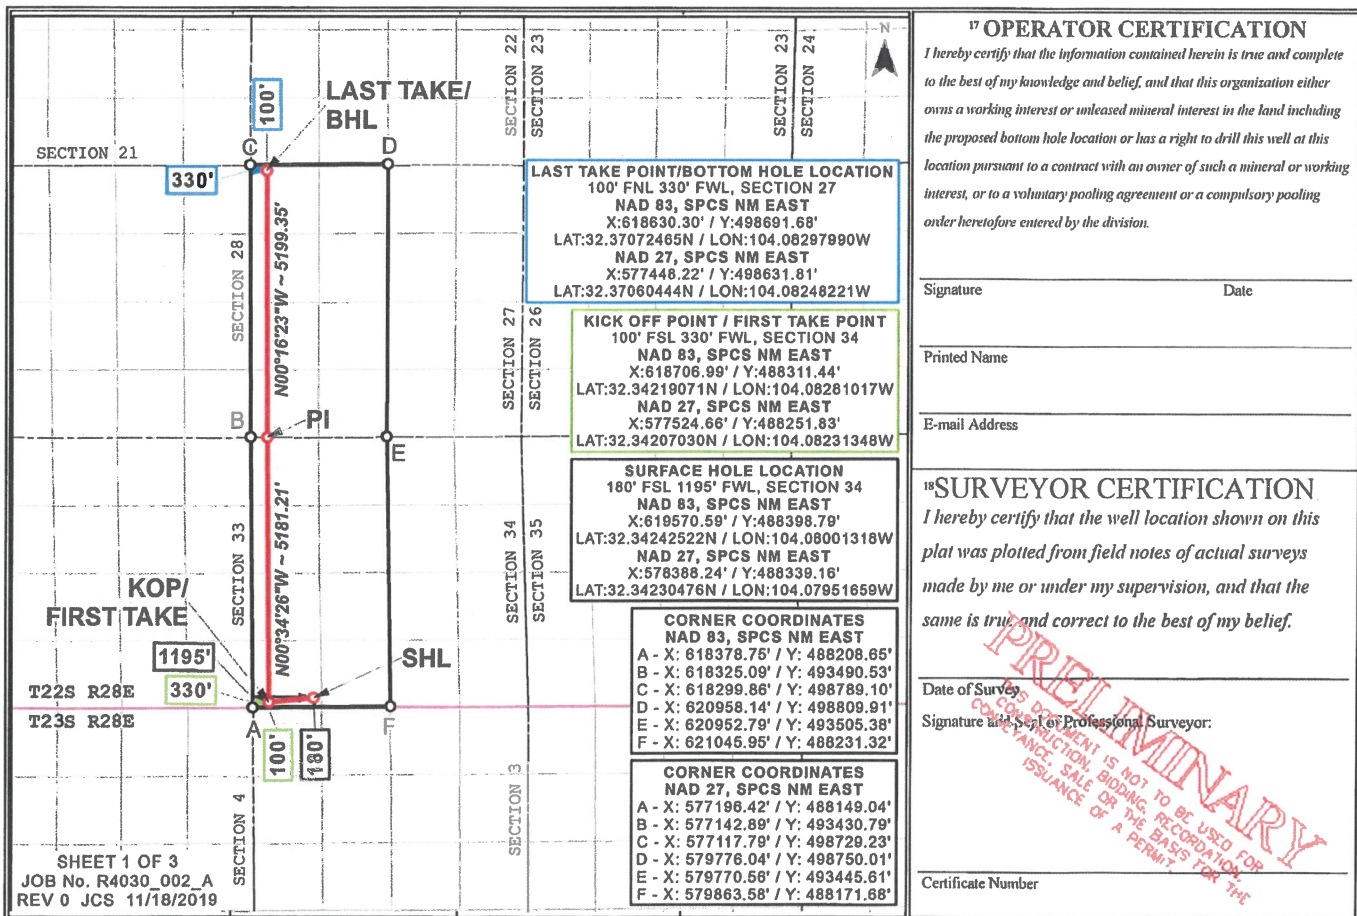 SECTION 22
SECTION 23
SECTION 23
SECTION 24
N
100'
LAST TAKE/
BHL
SECTION 21
C
D
330'
N00°16'23"W ~ 5199.35'
SECTION 28
SECTION 27
SECTION 26
B
PI
E
N00°34'26"W ~ 5181.21'
SECTION 33
SECTION 34
SECTION 35
KOP/
FIRST TAKE
1195'
SHL
330'
T22S R28E
T23S R28E
A
F
100'
180'
SECTION 4
SECTION 3
SHEET 1 OF 3
JOB No. R4030_002_A
REV 0 JCS 11/18/2019
LAST TAKE POINT/BOTTOM HOLE LOCATION
100' FNL 330' FWL, SECTION 27
NAD 83, SPCS NM EAST
X:618630.30' / Y:498691.68'
LAT:32.37072465N / LON:104.08297990W
NAD 27, SPCS NM EAST
X:577448.22' / Y:498631.81'
LAT:32.37060444N / LON:104.08248221W
KICK OFF POINT / FIRST TAKE POINT
100' FSL 330' FWL, SECTION 34
NAD 83, SPCS NM EAST
X:618706.99' / Y:488311.44'
LAT:32.34219071N / LON:104.08281017W
NAD 27, SPCS NM EAST
X:577524.66' / Y:488251.83'
LAT:32.34207030N / LON:104.08231348W
SURFACE HOLE LOCATION
180' FSL 1195' FWL, SECTION 34
NAD 83, SPCS NM EAST
X:619570.59' / Y:488398.79'
LAT:32.34242522N / LON:104.08001318W
NAD 27, SPCS NM EAST
X:578388.24' / Y:488339.16'
LAT:32.34230476N / LON:104.07951659W
CORNER COORDINATES
NAD 83, SPCS NM EAST
A - X: 618378.75' / Y: 488208.65'
B - X: 618325.09' / Y: 493490.53'
C - X: 618299.86' / Y: 498789.10'
D - X: 620958.14' / Y: 498809.91'
E - X: 620952.79' / Y: 493505.38'
F - X: 621045.95' / Y: 488231.32'
CORNER COORDINATES
NAD 27, SPCS NM EAST
A - X: 577196.42' / Y: 488149.04'
B - X: 577142.89' / Y: 493430.79'
C - X: 577117.79' / Y: 498729.23'
D - X: 579776.04' / Y: 498750.01'
E - X: 579770.56' / Y: 493445.61'
F - X: 579863.58' / Y: 488171.68'
17 OPERATOR CERTIFICATION
I hereby certify that the information contained herein is true and complete
to the best of my knowledge and belief, and that this organization either
owns a working interest or unleased mineral interest in the land including
the proposed bottom hole location or has a right to drill this well at this
location pursuant to a contract with an owner of such a mineral or working
interest, or to a voluntary pooling agreement or a compulsory pooling
order heretofore entered by the division.
Signature Date
Printed Name
E-mail Address
18SURVEYOR CERTIFICATION
I hereby certify that the well location shown on this
plat was plotted from field notes of actual surveys
made by me or under my supervision, and that the
same is true and correct to the best of my belief.
Date of Survey
Signature and Seal of Professional Surveyor:
PRELIMINARY
THIS DOCUMENT IS NOT TO BE USED FOR
CONSTRUCTION, BIDDING, RECORDATION,
CONVEYANCE, SALE OR THE BASIS FOR THE
ISSUANCE OF A PERMIT.
Certificate Number